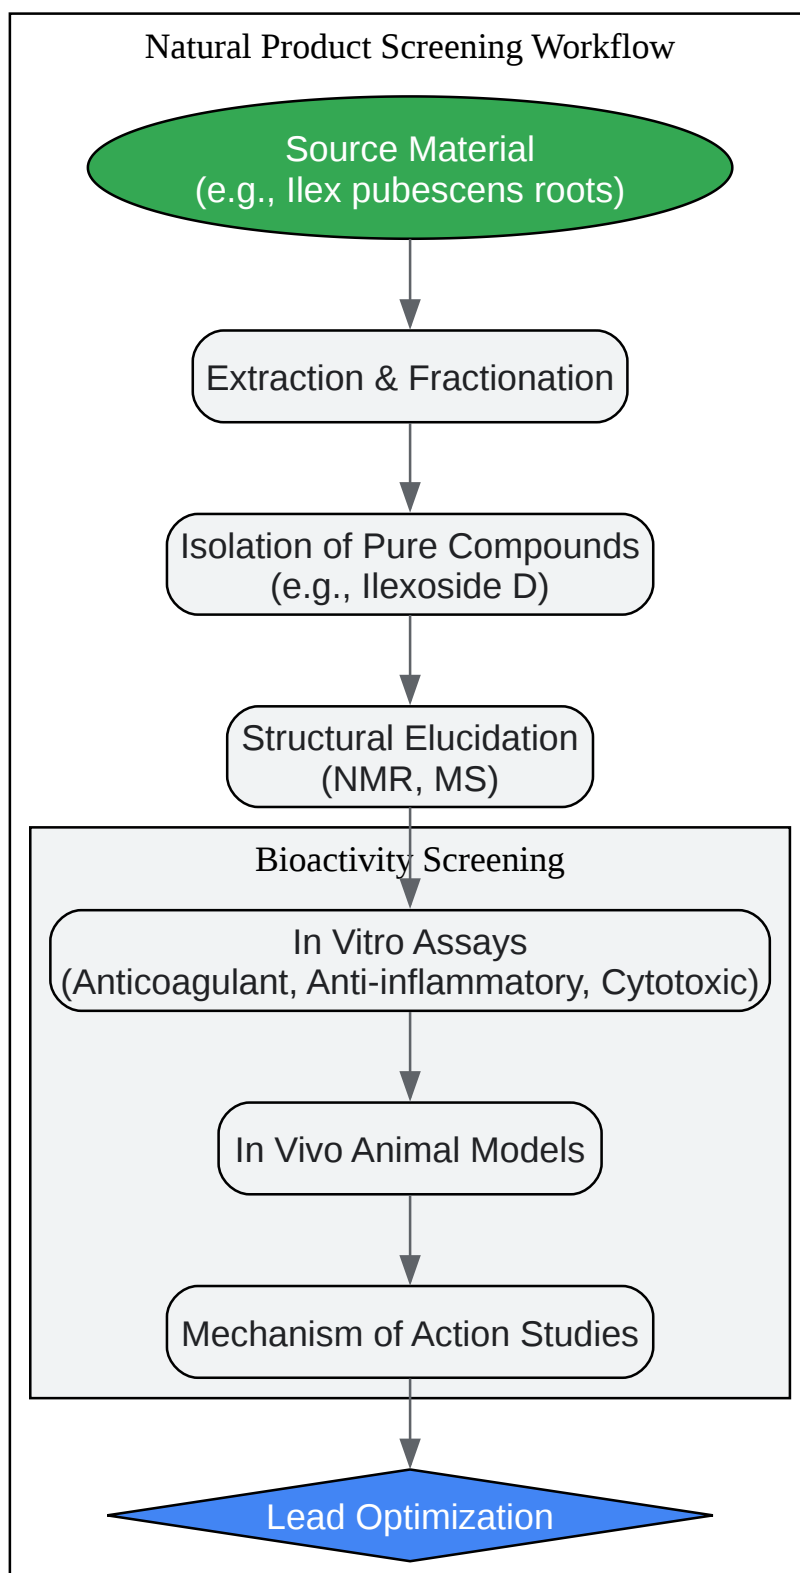 Natural Product Screening Workflow
Source Material
(e.g., Ilex pubescens roots)
Extraction & Fractionation
Isolation of Pure Compounds
(e.g., Ilexoside D)
Structural Elucidation
(NMR, MS)
Bioactivity Screening
In Vitro Assays
(Anticoagulant, Anti-inflammatory, Cytotoxic)
In Vivo Animal Models
Mechanism of Action Studies
Lead Optimization